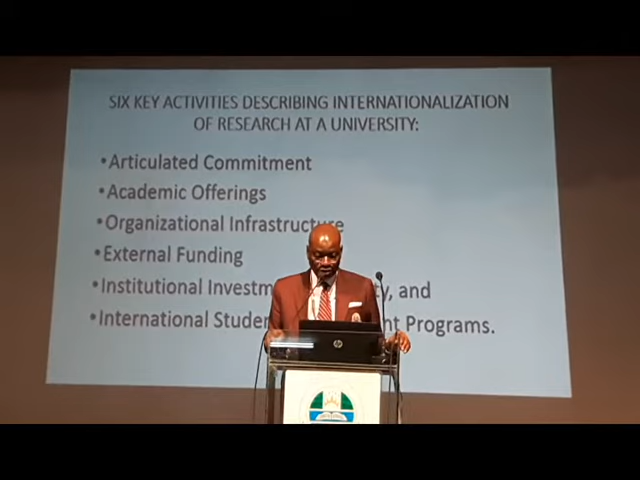 SIX KEY ACTIVITIES DESCRIBING INTERNATIONALIZATION
OF RESEARCH AT A UNIVERSITY:
•Articulated Commitment
•Academic Offerings
•Organizational Infrastructure
•External Funding
•Institutional Investm y, and
•International Studen nt Programs.
hp